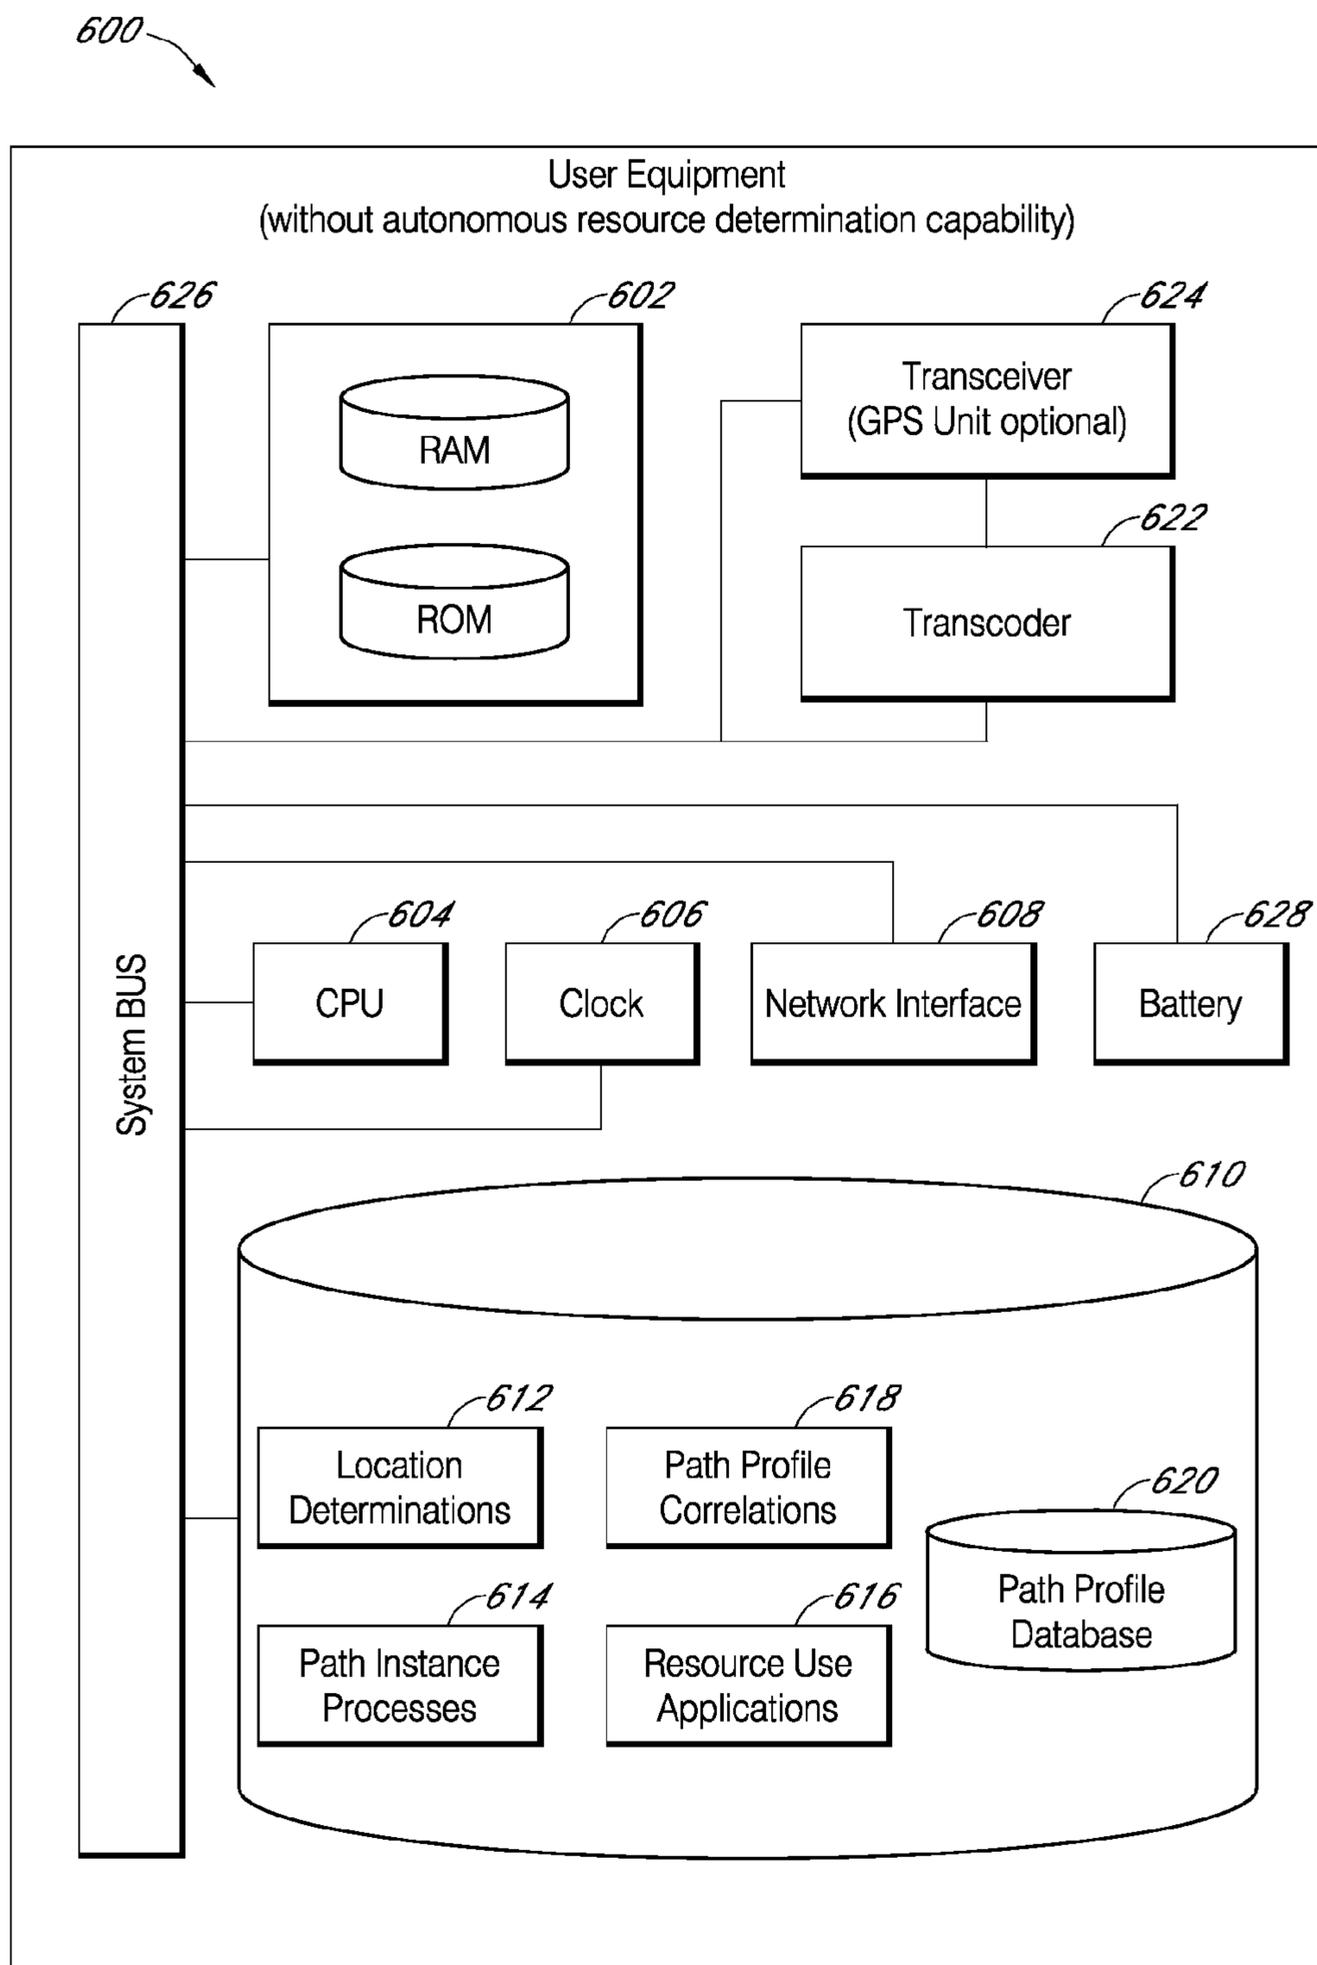 600
User Equipment
(without autonomous resource determination capability)
626
602
624
RAM
ROM
Transceiver
(GPS Unit optional)
622
Transcoder
System BUS
604
606
608
628
CPU
Clock
Network Interface
Battery
610
612
618
Location
Determinations
Path Profile
Correlations
620
Path Profile
Database
614
616
Path Instance
Processes
Resource Use
Applications